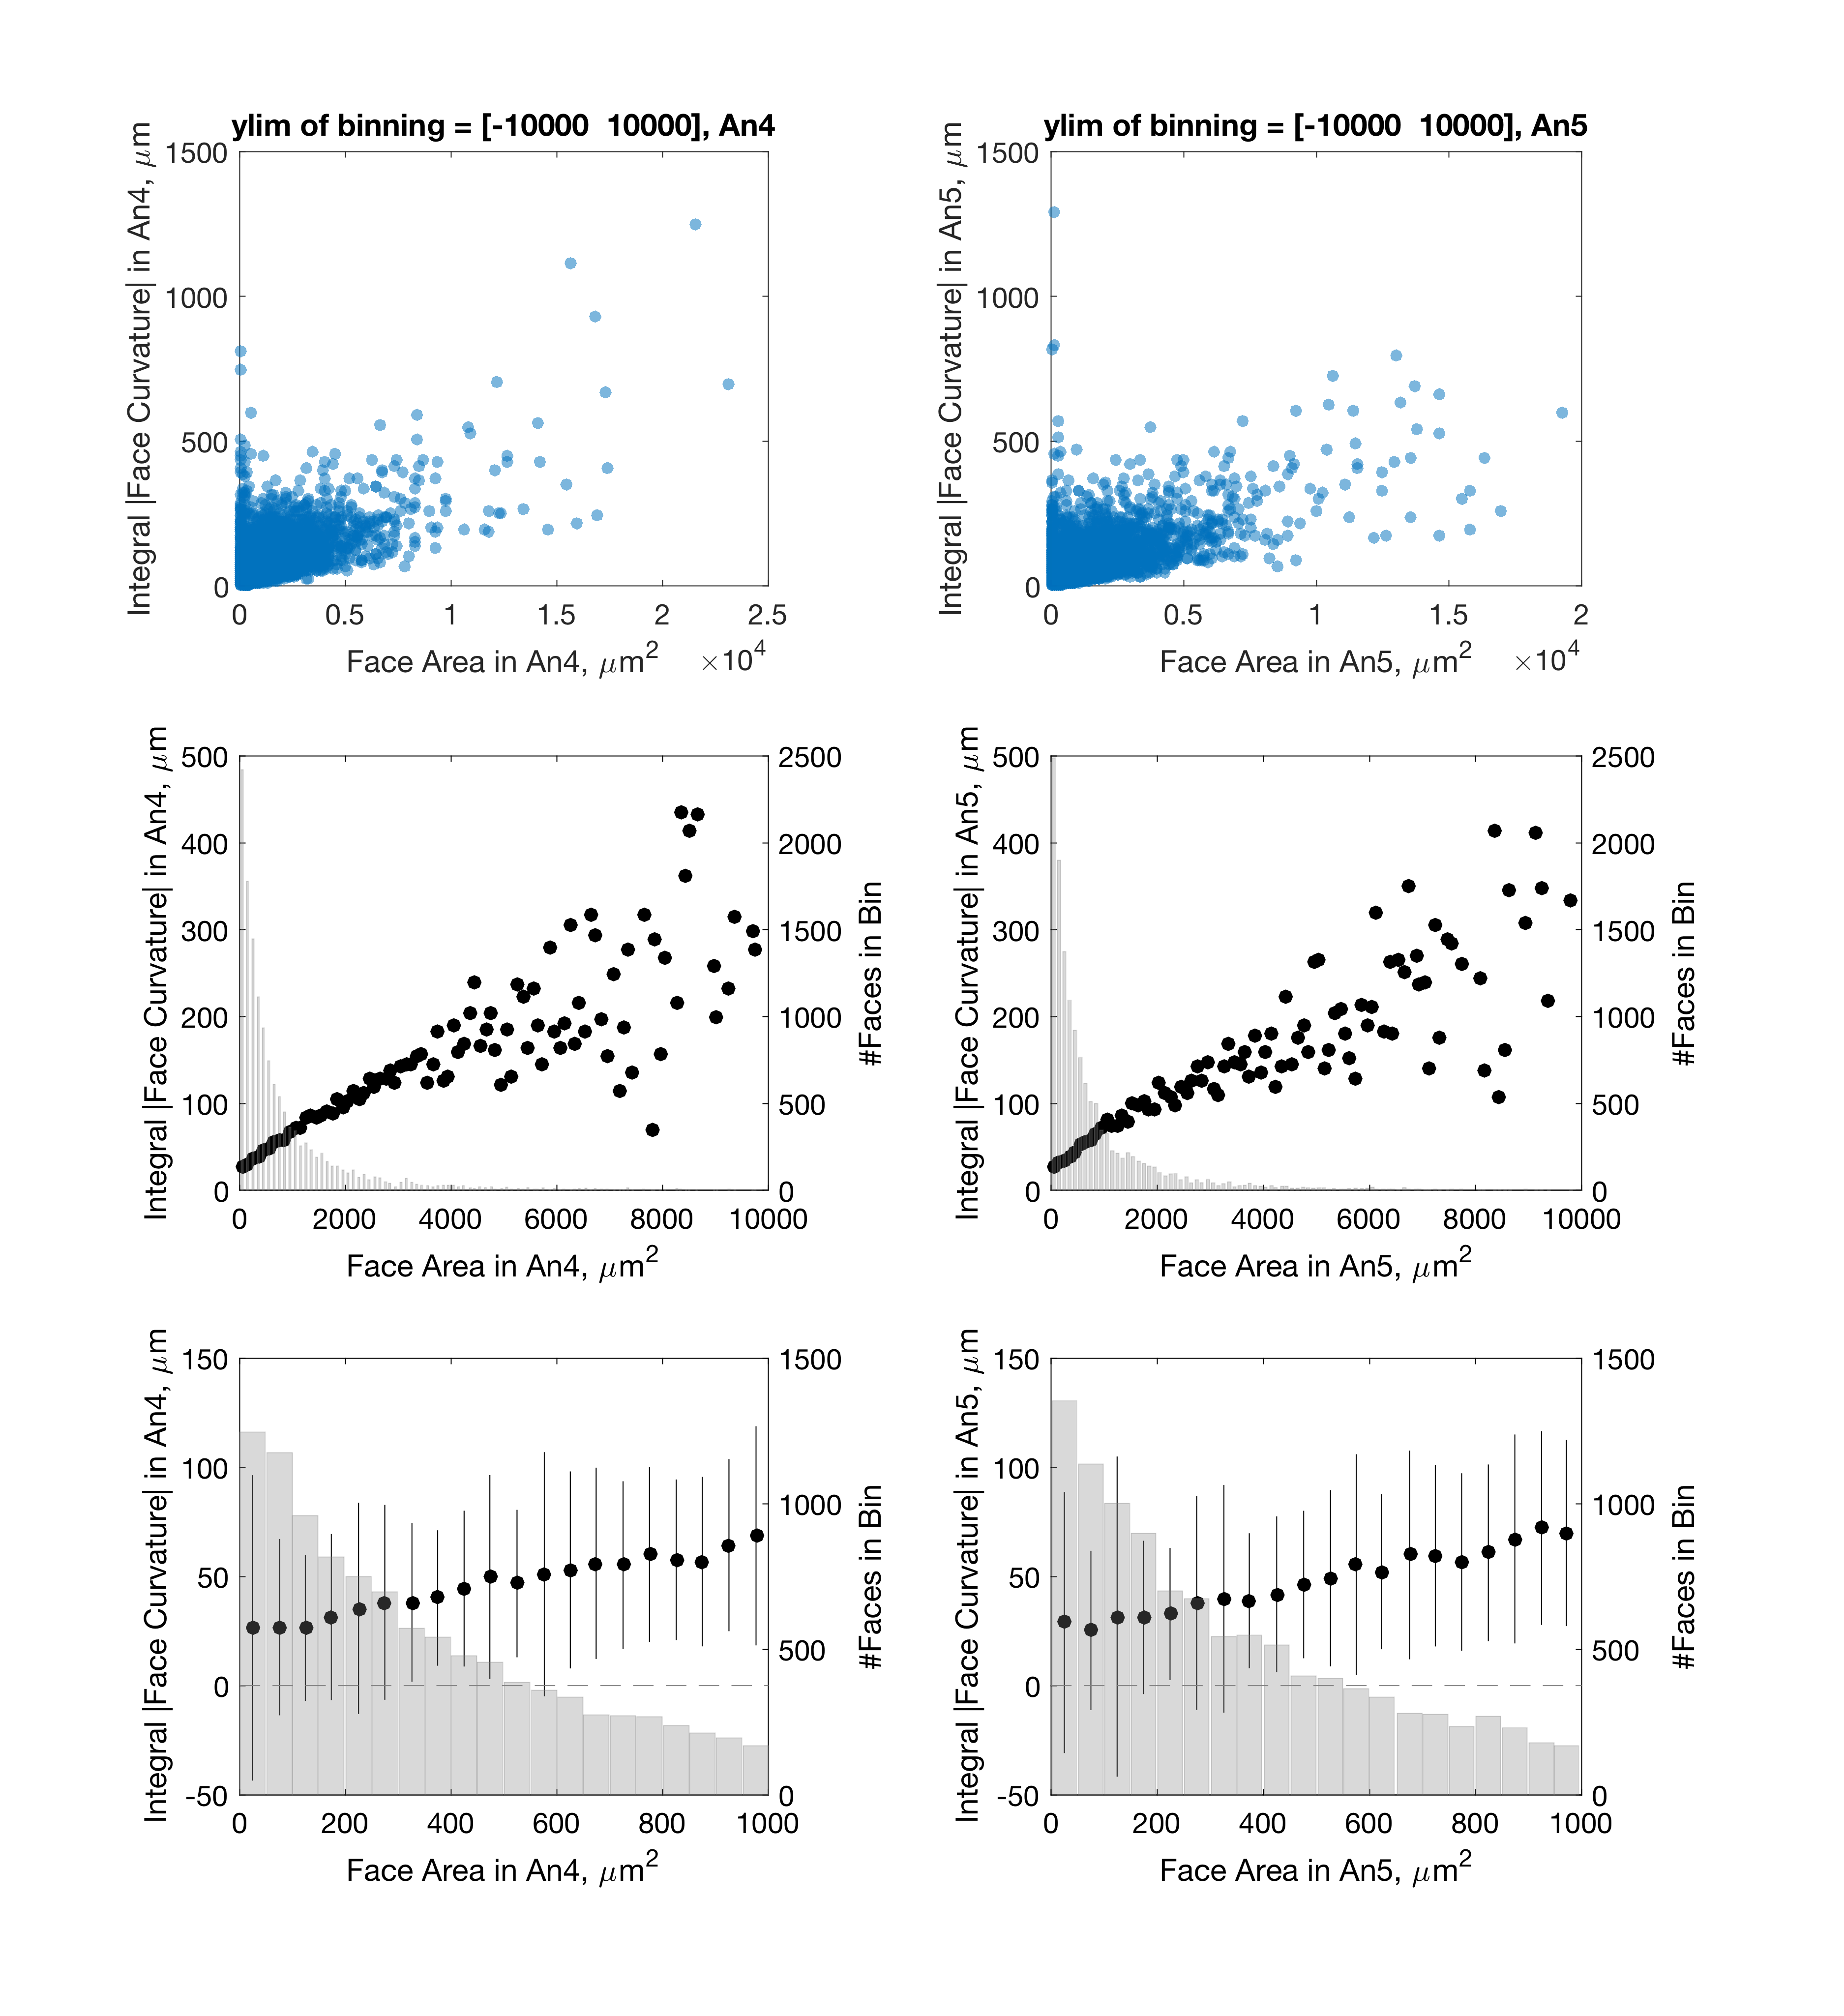 ylim of binning = [-10000  10000], An4
Integral |Face Curvature| in An4, μm
1500
1000
500
0
0 0.5 1 1.5 2 2.5
Face Area in An4, μm²
×10⁴
ylim of binning = [-10000  10000], An5
Integral |Face Curvature| in An5, μm
1500
1000
500
0
0 0.5 1 1.5 2
Face Area in An5, μm²
×10⁴
Integral |Face Curvature| in An4, μm
500
400
300
200
100
0
2500
2000
1500
1000
500
0
#Faces in Bin
0 2000 4000 6000 8000 10000
Face Area in An4, μm²
Integral |Face Curvature| in An5, μm
500
400
300
200
100
0
2500
2000
1500
1000
500
0
#Faces in Bin
0 2000 4000 6000 8000 10000
Face Area in An5, μm²
Integral |Face Curvature| in An4, μm
150
100
50
0
-50
1500
1000
500
0
#Faces in Bin
0 200 400 600 800 1000
Face Area in An4, μm²
Integral |Face Curvature| in An5, μm
150
100
50
0
-50
1500
1000
500
0
#Faces in Bin
0 200 400 600 800 1000
Face Area in An5, μm²